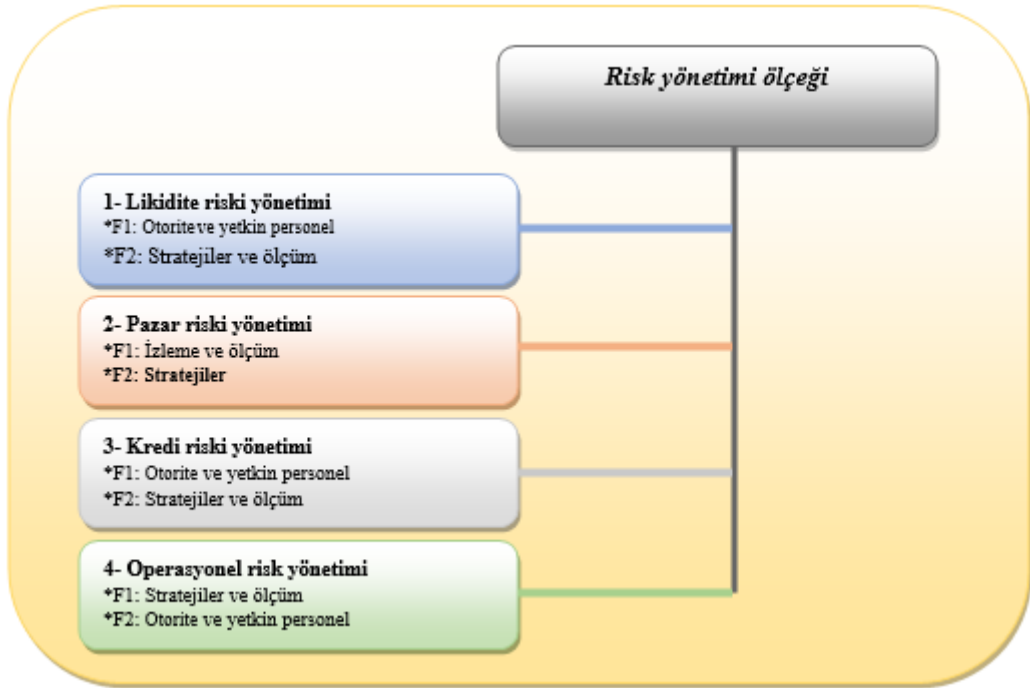 Risk yönetimi ölçeği
1- Likidite riski yönetimi
*F1: Otorite ve yetkin personel
*F2: Stratejiler ve ölçüm
2- Pazar riski yönetimi
*F1: İzleme ve ölçüm
*F2: Stratejiler
3- Kredi riski yönetimi
*F1: Otorite ve yetkin personel
*F2: Stratejiler ve ölçüm
4- Operasyonel risk yönetimi
*F1: Stratejiler ve ölçüm
*F2: Otorite ve yetkin personel